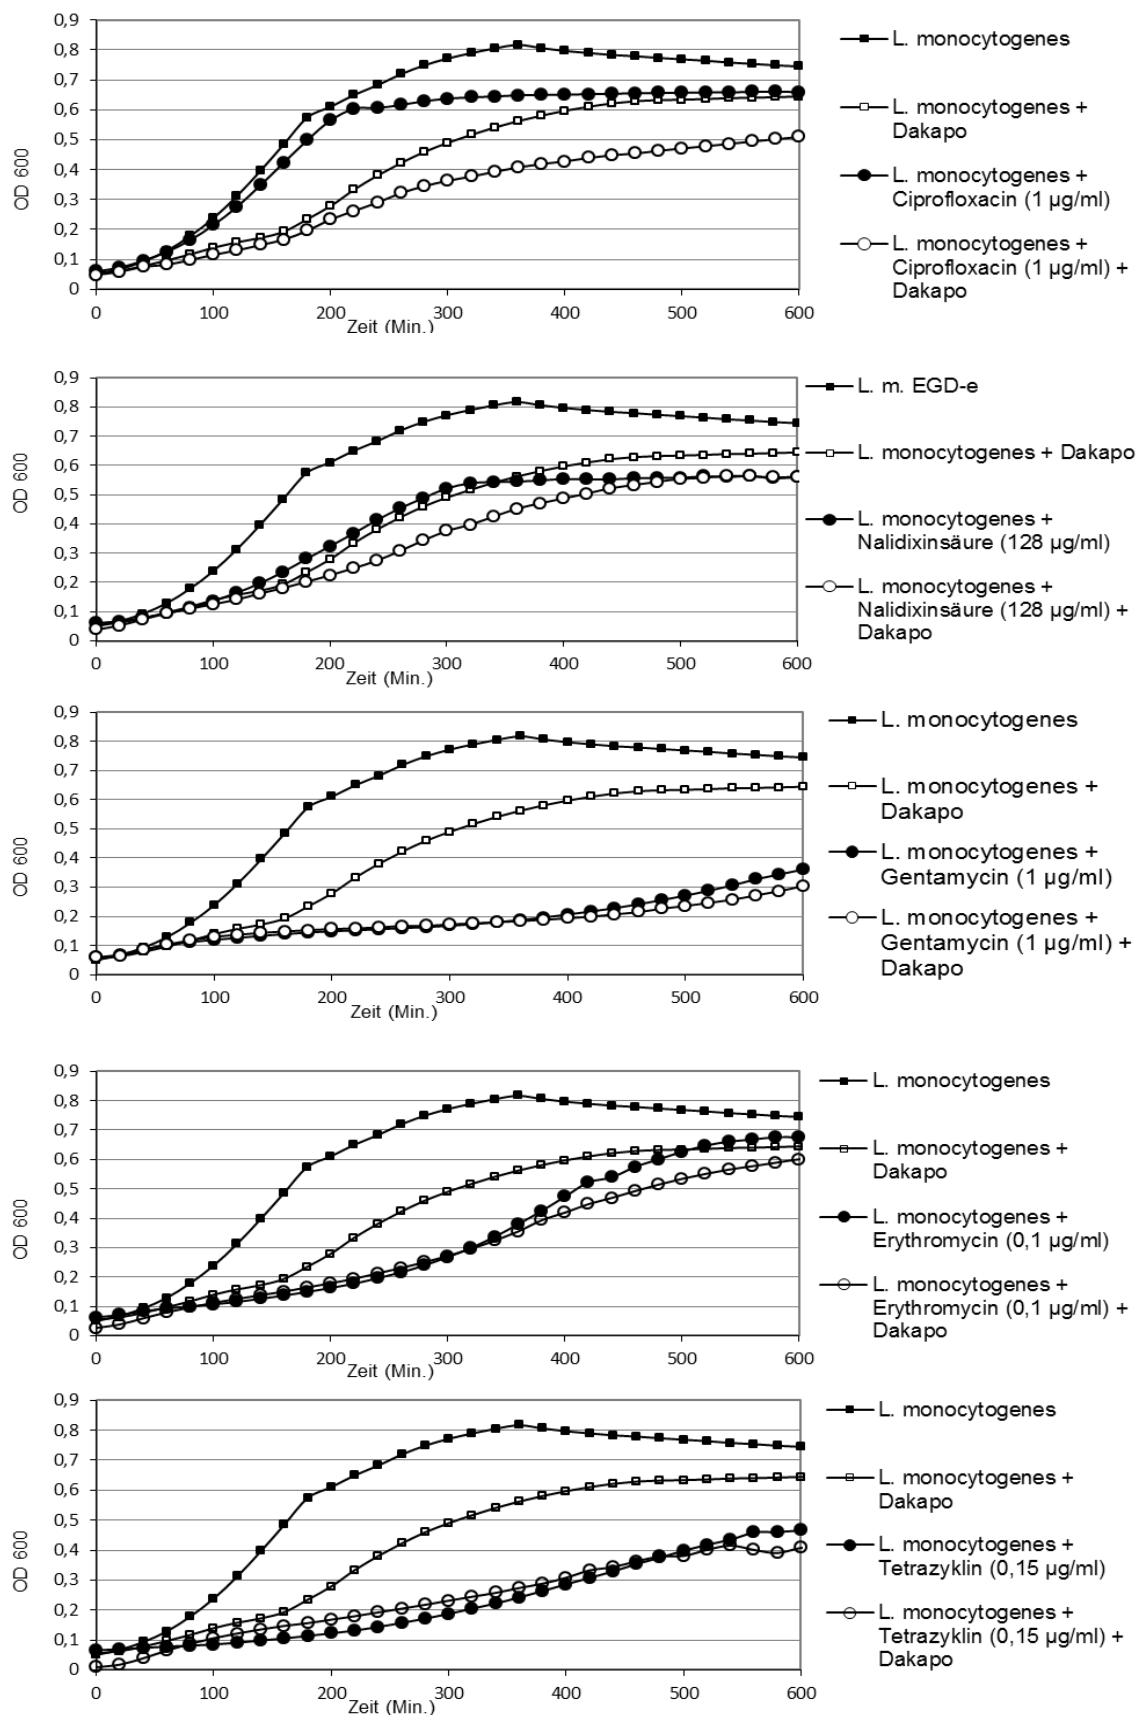 0,9
0,8
0,7
0,6
0,5
0,4
0,3
0,2
0,1
0
OD 600
0 100 200 300 400 500 600
Zeit (Min.)
L. monocytogenes
L. monocytogenes +
Dakapo
L. monocytogenes +
Ciprofloxacin (1 µg/ml)
L. monocytogenes +
Ciprofloxacin (1 µg/ml) +
Dakapo
0,9
0,8
0,7
0,6
0,5
0,4
0,3
0,2
0,1
0
OD 600
0 100 200 300 400 500 600
Zeit (Min.)
L. m. EGD-e
L. monocytogenes + Dakapo
L. monocytogenes +
Nalidixinsäure (128 µg/ml)
L. monocytogenes +
Nalidixinsäure (128 µg/ml) +
Dakapo
0,9
0,8
0,7
0,6
0,5
0,4
0,3
0,2
0,1
0
OD 600
0 100 200 300 400 500 600
Zeit (Min.)
L. monocytogenes
L. monocytogenes +
Dakapo
L. monocytogenes +
Gentamycin (1 µg/ml)
L. monocytogenes +
Gentamycin (1 µg/ml) +
Dakapo
0,9
0,8
0,7
0,6
0,5
0,4
0,3
0,2
0,1
0
OD 600
0 100 200 300 400 500 600
Zeit (Min.)
L. monocytogenes
L. monocytogenes +
Dakapo
L. monocytogenes +
Erythromycin (0,1 µg/ml)
L. monocytogenes +
Erythromycin (0,1 µg/ml) +
Dakapo
0,9
0,8
0,7
0,6
0,5
0,4
0,3
0,2
0,1
0
OD 600
0 100 200 300 400 500 600
Zeit (Min.)
L. monocytogenes
L. monocytogenes +
Dakapo
L. monocytogenes +
Tetrazyklin (0,15 µg/ml)
L. monocytogenes +
Tetrazyklin (0,15 µg/ml) +
Dakapo